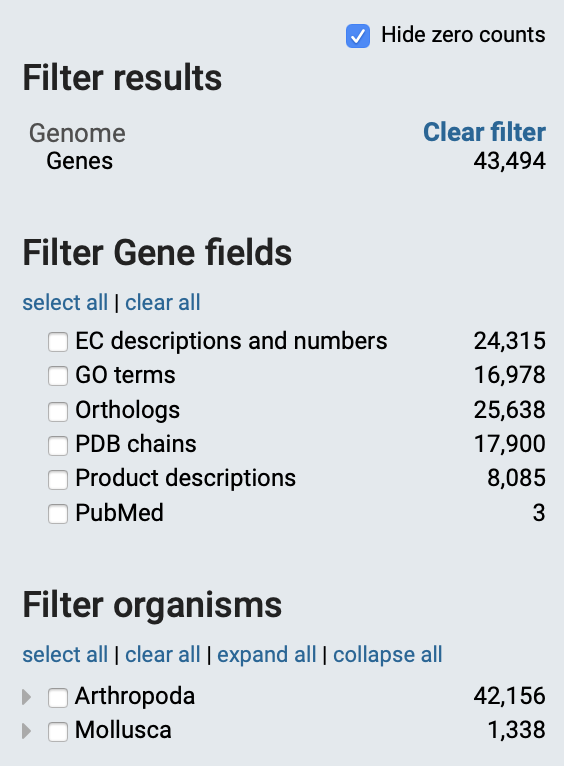 Hide zero counts
Filter results
Genome Clear filter
Genes 43,494
Filter Gene fields
select all | clear all
EC descriptions and numbers 24,315
GO terms 16,978
Orthologs 25,638
PDB chains 17,900
Product descriptions 8,085
PubMed 3
Filter organisms
select all | clear all | expand all | collapse all
Arthropoda 42,156
Mollusca 1,338